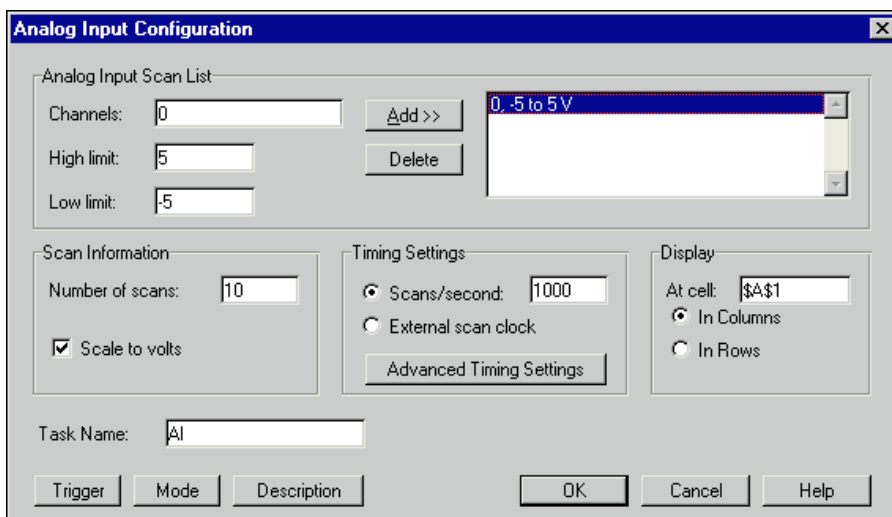 Analog Input Configuration
Analog Input Scan List
Channels: 0 Add >> 0, -5 to 5 V
High limit: 5 Delete
Low limit: -5
Scan Information Timing Settings Display
Number of scans: 10 Scans/second: 1000 At cell: $A$1
In Columns
External scan clock
Scale to volts In Rows
Advanced Timing Settings
Task Name: AI
Trigger Mode Description OK Cancel Help